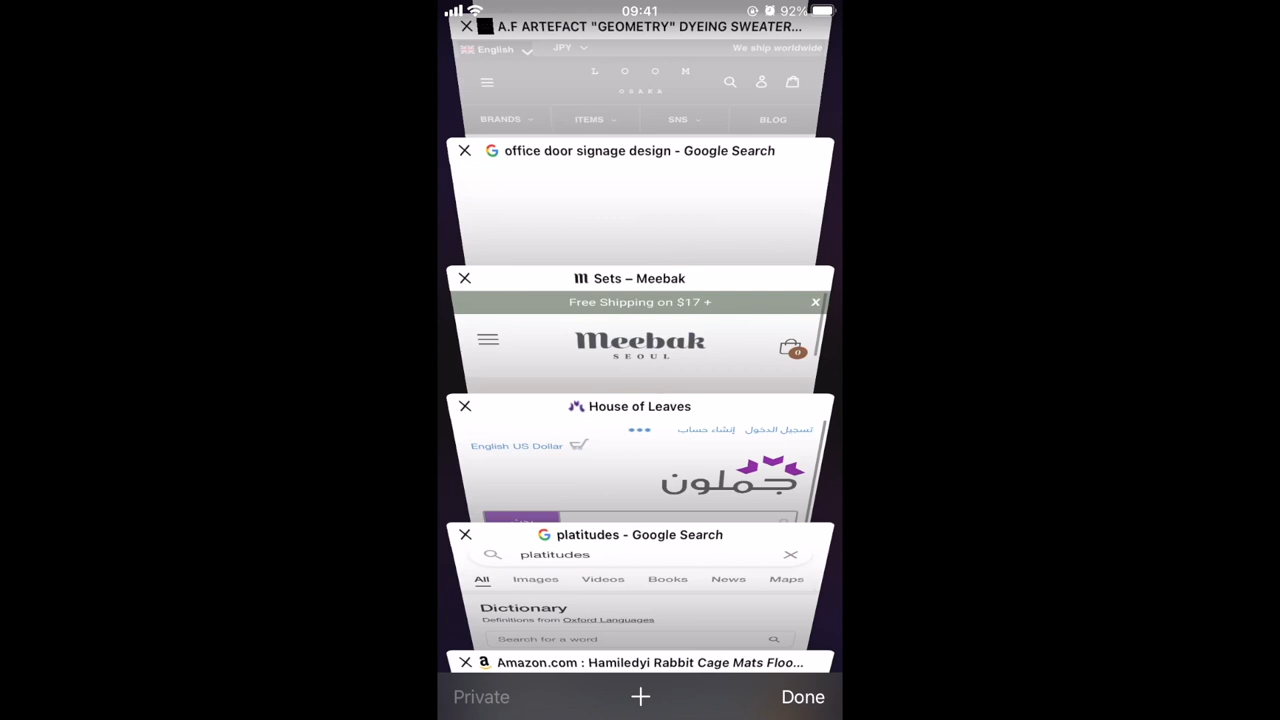 09:41
92%
A.F ARTEFACT "GEOMETRY" DYEING SWEATER...
English JPY We ship worldwide
L O O M
OSAKA
BRANDS ITEMS SNS BLOG
office door signage design - Google Search
m Sets – Meebak
Free Shipping on $17 +
Meebak
SEOUL
0
House of Leaves
تسجيل الدخول إنشاء حساب
English US Dollar
جملون
platitudes - Google Search
platitudes
All Images Videos Books News Maps
Dictionary
Definitions from Oxford Languages
Search for a word
Amazon.com : Hamiledyi Rabbit Cage Mats Floo...
Private Done